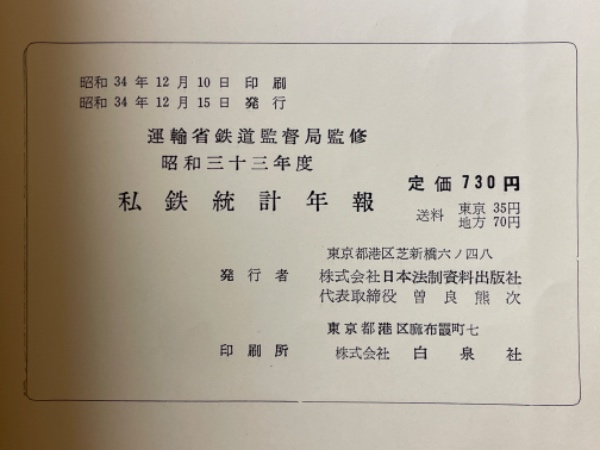 昭和 34 年 12 月 10 日 印 刷
昭和 34 年 12 月 15 日 発 行
運輸省鉄道監督局監修
昭和三十三年度
私鉄統計年報
定価 730円
送料 東京 35円
地方 70円
東京都港区芝新橋六ノ四八
発行者 株式会社日本法制資料出版社
代表取締役 曽良熊次
東京都港区麻布霞町七
印刷所 株式会社 白泉社